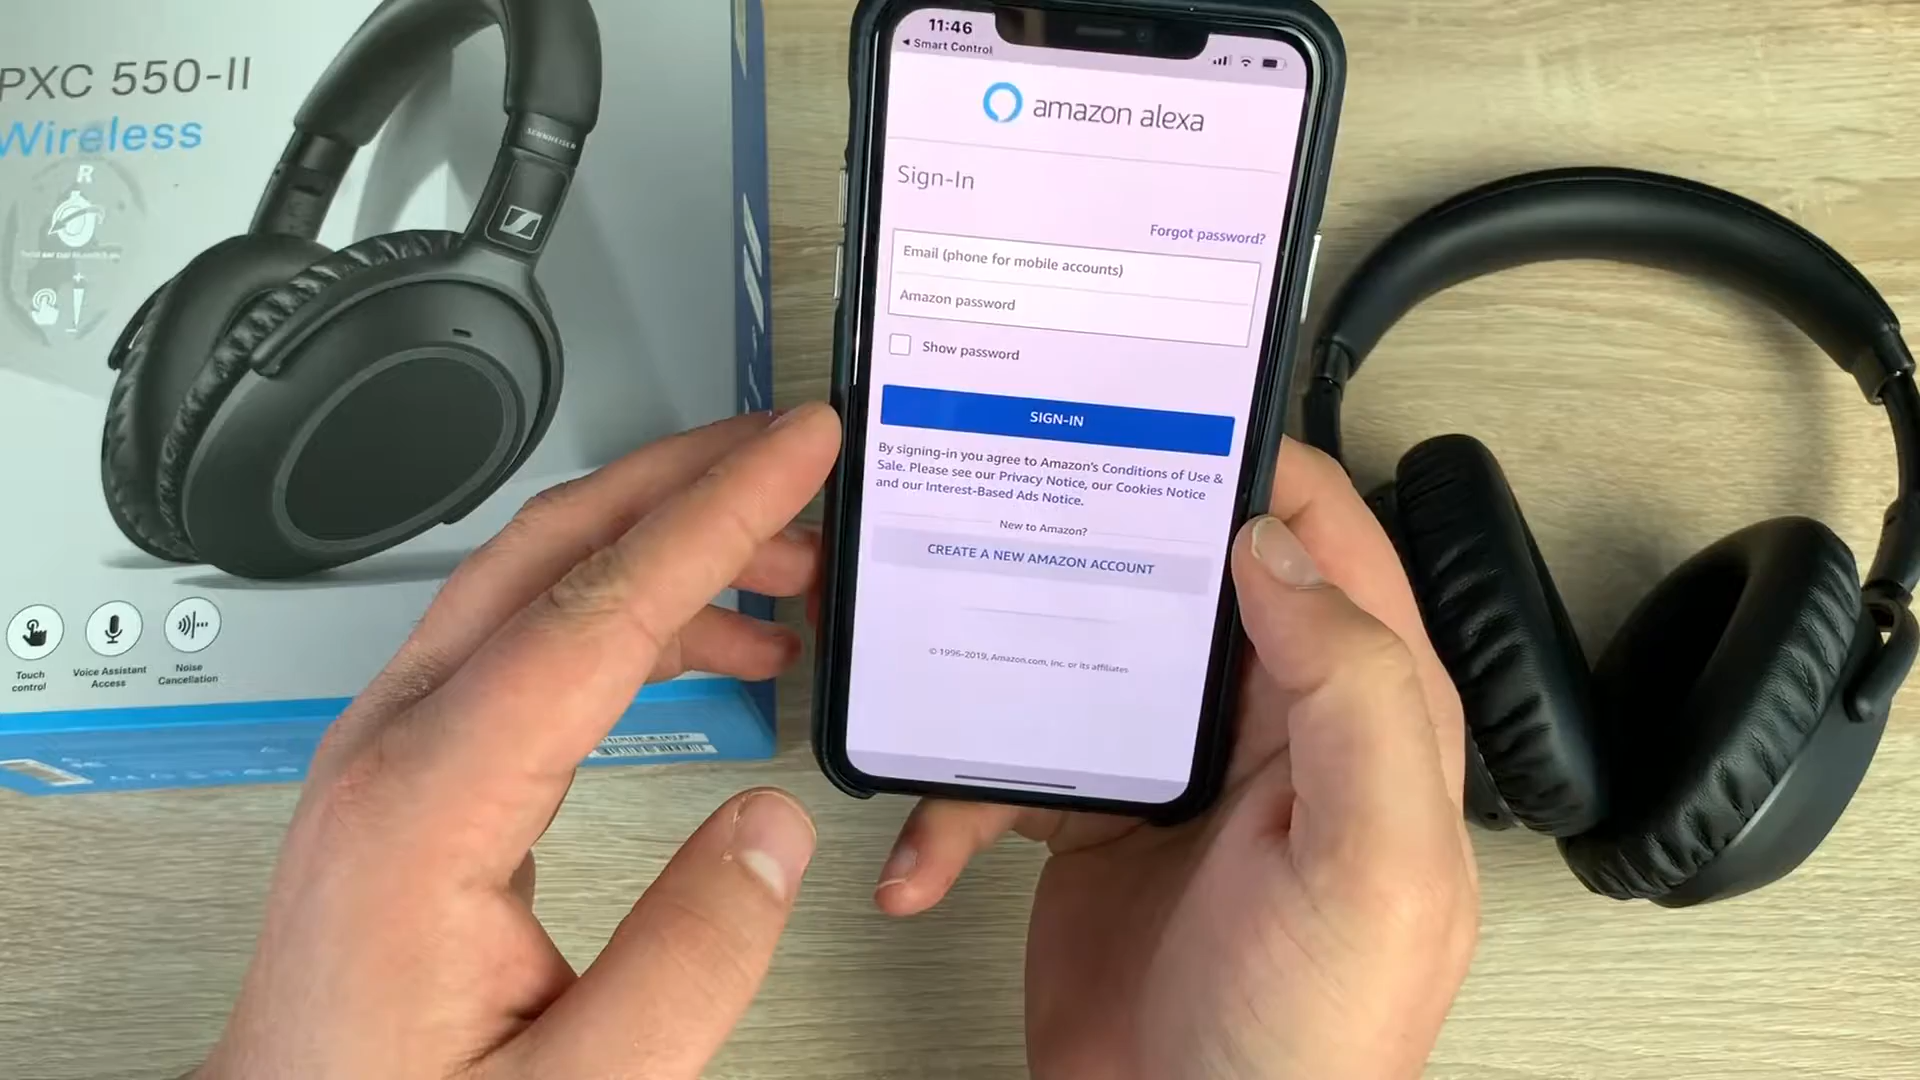 PXC 550-II
Wireless
R
SENNHEISER
Touch
control
Voice Assistant
Access
Noise
Cancellation
11:46
Smart Control
amazon alexa
Sign-In
Forgot password?
Email (phone for mobile accounts)
Amazon password
Show password
SIGN-IN
By signing-in you agree to Amazon's Conditions of Use &
Sale. Please see our Privacy Notice, our Cookies Notice
and our Interest-Based Ads Notice.
New to Amazon?
CREATE A NEW AMAZON ACCOUNT
© 1996-2019, Amazon.com, Inc. or its affiliates